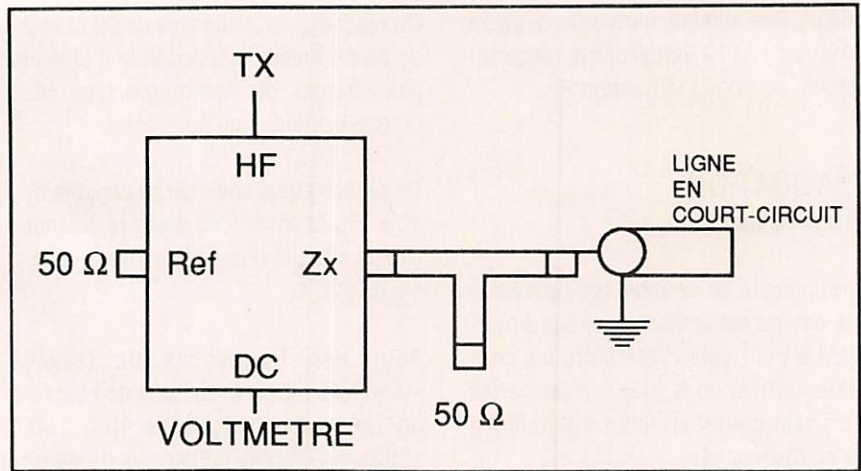 TX
HF
LIGNE
EN
COURT-CIRCUIT
50 Ω Ref Zx
DC
50 Ω
VOLTMETRE